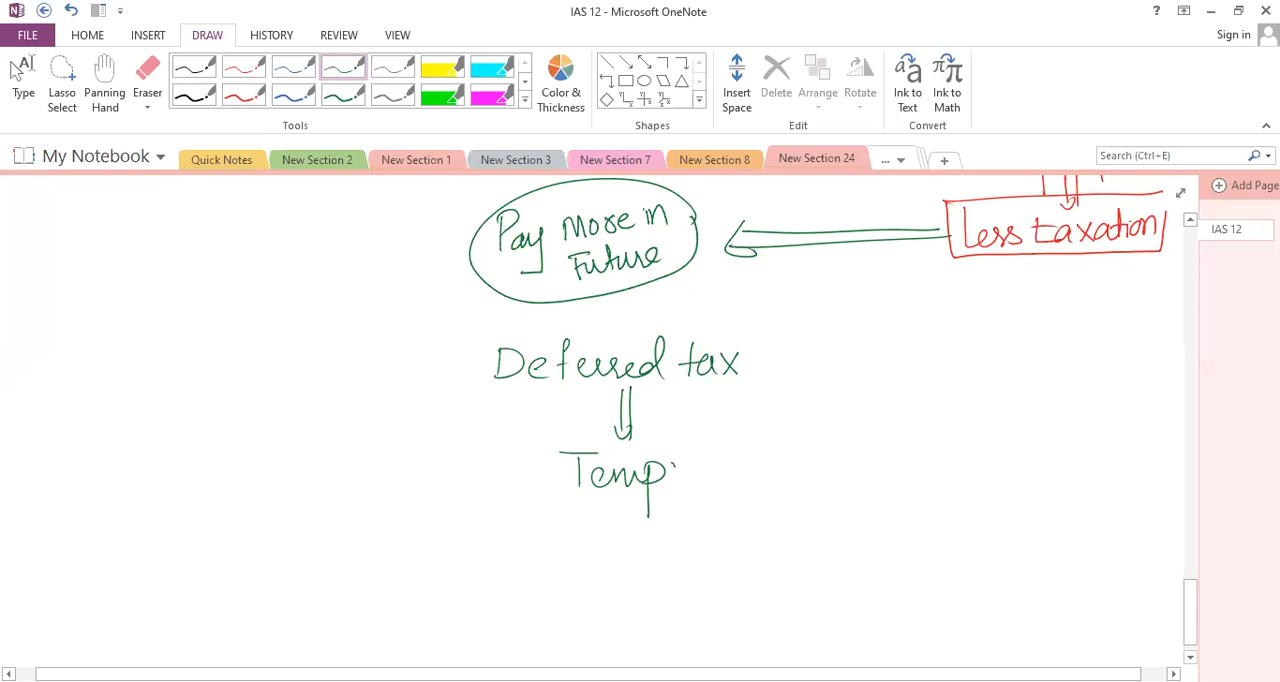 IAS 12 - Microsoft OneNote
?
FILE HOME INSERT DRAW HISTORY REVIEW VIEW
Sign in
Type
Lasso Select
Panning Hand
Eraser
Color & Thickness
Insert Space
Delete
Arrange
Rotate
Ink to Text
Ink to Math
Tools Shapes Edit Convert
My Notebook Quick Notes New Section 2 New Section 1 New Section 3 New Section 7 New Section 8 New Section 24 ... Search (Ctrl+E)
Add Page
IAS 12
Pay More in
Future
Less taxation
Deferred tax
Temp